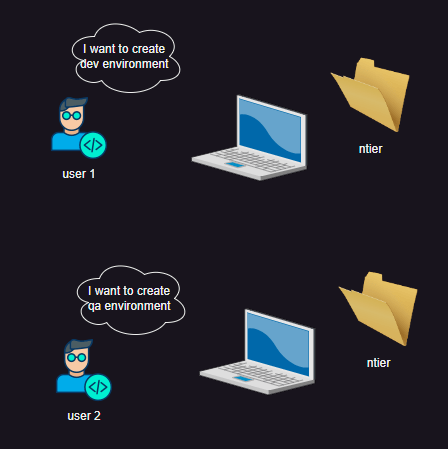 I want to create
dev environment
ntier
user 1
I want to create
qa environment
ntier
user 2